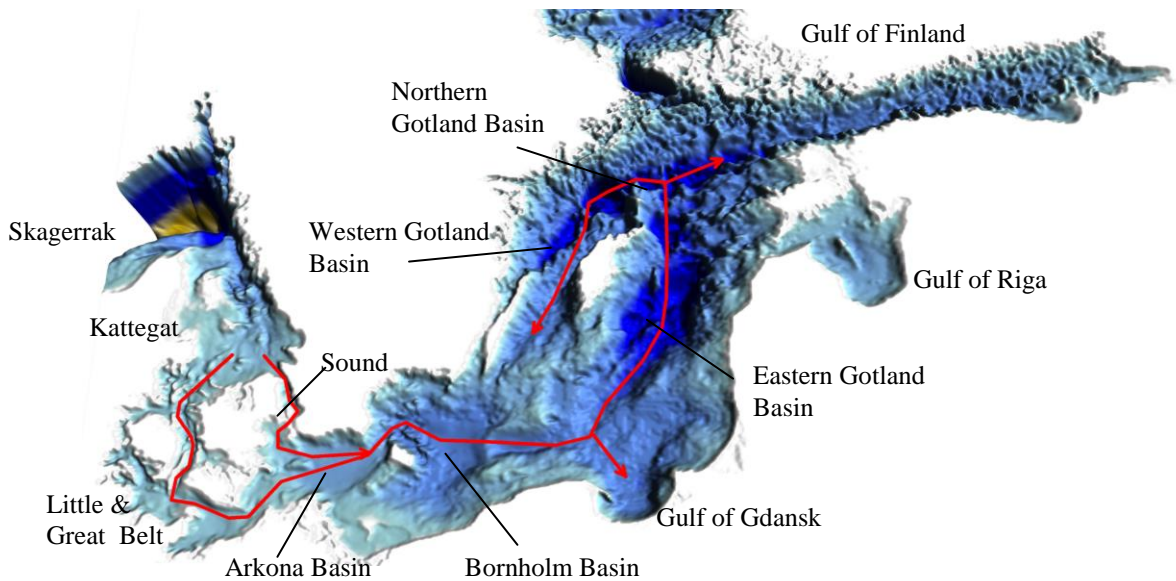 Gulf of Finland
Northern
Gotland Basin
Skagerrak
Western Gotland
Basin
Gulf of Riga
Kattegat
Sound
Eastern Gotland
Basin
Little &
Great Belt
Gulf of Gdansk
Arkona Basin
Bornholm Basin